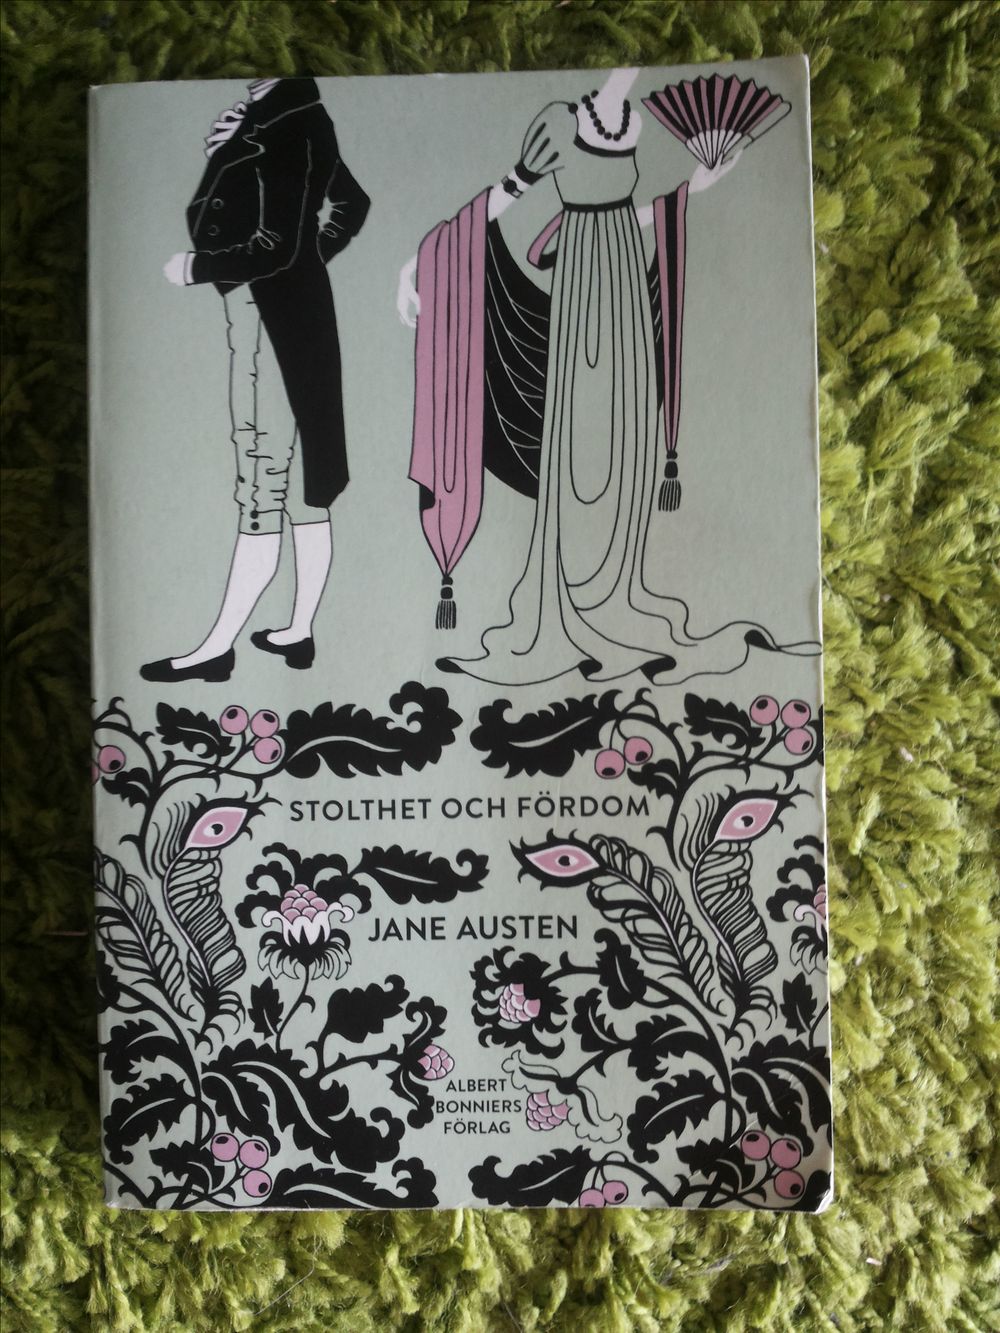 STOLTHET OCH FÖRDOM
JANE AUSTEN
ALBERT
BONNIERS
FÖRLAG